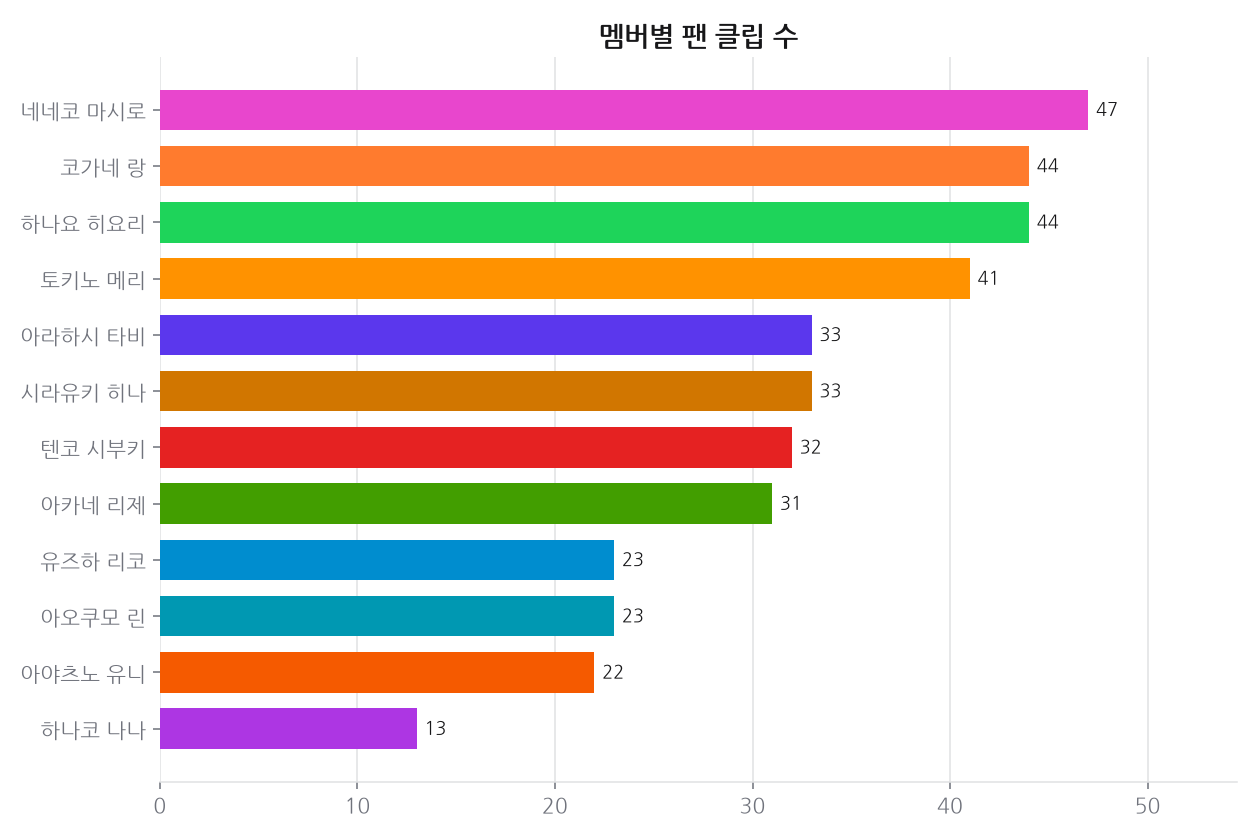 멤버별 팬 클립 수
네네코 마시로 47
코가네 랑 44
하나요 히요리 44
토키노 메리 41
아라하시 타비 33
시라유키 히나 33
텐코 시부키 32
아카네 리제 31
유즈하 리코 23
아오쿠모 린 23
아야츠노 유니 22
하나코 나나 13
0 10 20 30 40 50